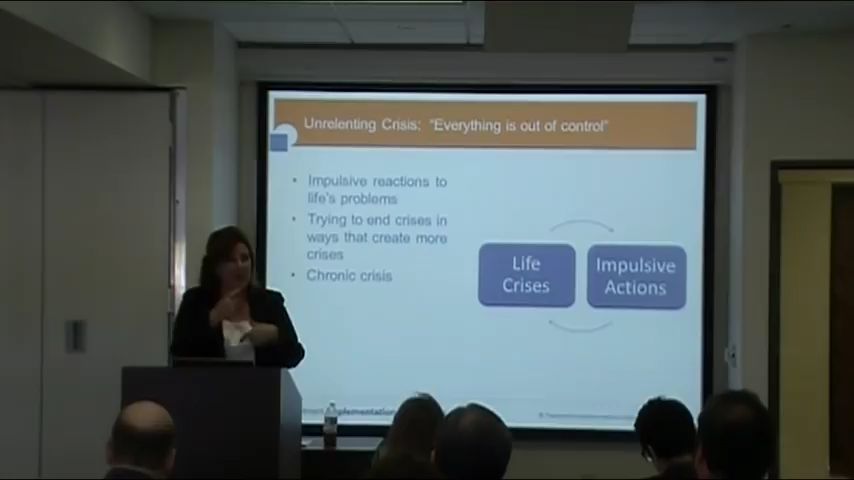 Unrelenting Crisis: "Everything is out of control"
• Impulsive reactions to
life's problems
• Trying to end crises in
ways that create more
crises
• Chronic crisis
Life
Crises
Impulsive
Actions
Implementation